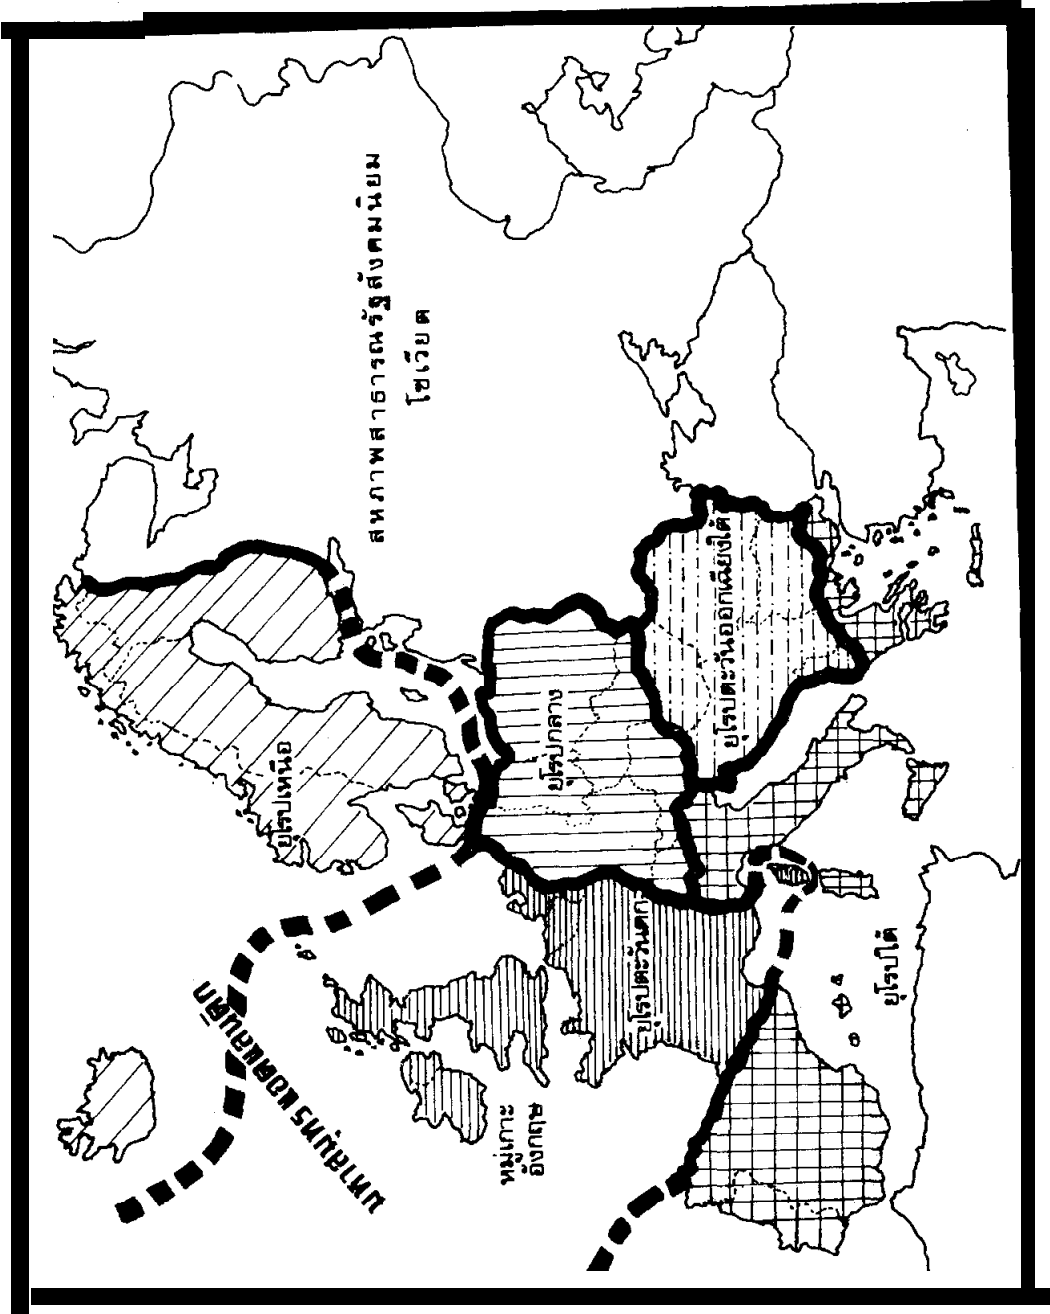 มหาสมุทรแอตแลนติก
ยุโรปเหนือ
สหภาพสาธารณรัฐสังคมนิยม
โซเวียต
หมู่เกาะ
อังกฤษ
ยุโรปกลาง
ยุโรปตะวันตก
ยุโรปตะวันออกเฉียงใต้
ยุโรปใต้